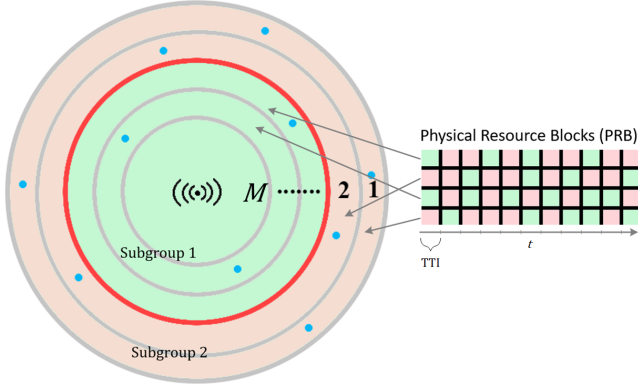 Physical Resource Blocks (PRB)
((·)) M ······· 2 1
Subgroup 1
TTI
t
Subgroup 2